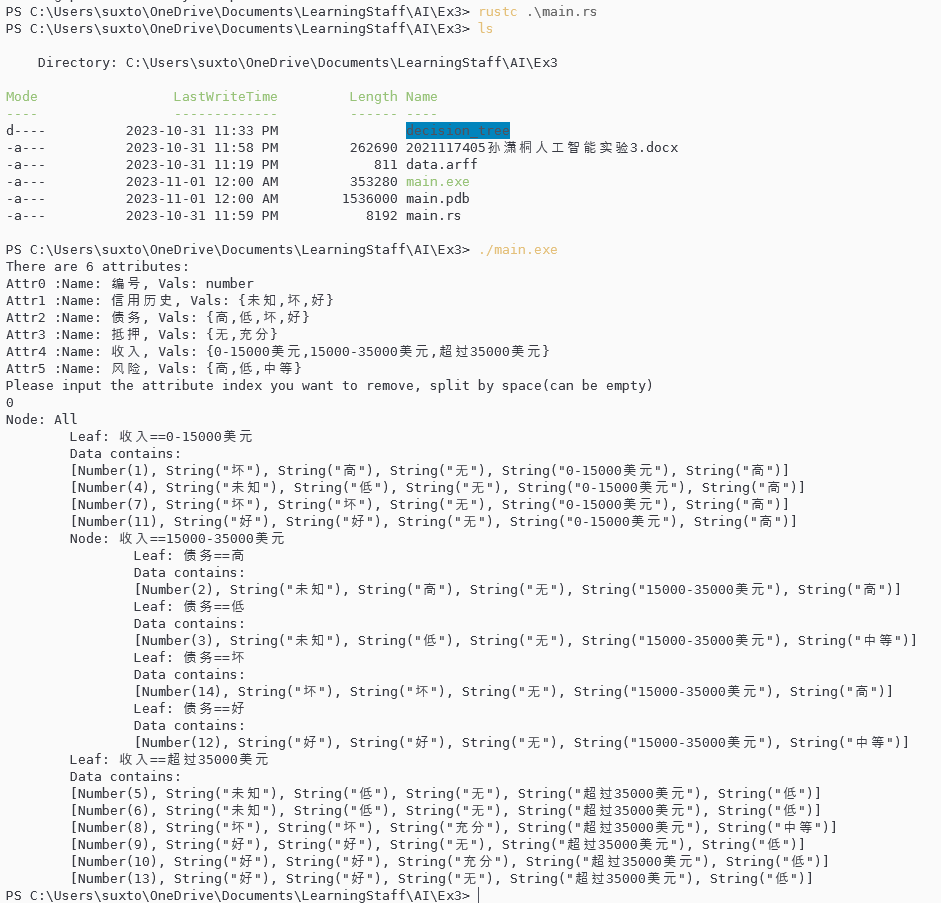 PS C:\Users\suxto\OneDrive\Documents\LearningStaff\AI\Ex3> rustc .\main.rs
PS C:\Users\suxto\OneDrive\Documents\LearningStaff\AI\Ex3> ls
    Directory: C:\Users\suxto\OneDrive\Documents\LearningStaff\AI\Ex3
Mode                 LastWriteTime         Length Name
----                 -------------         ------ ----
d----          2023-10-31 11:33 PM                decision_tree
-a---          2023-10-31 11:58 PM         262690 2021117405孙潇桐人工智能实验3.docx
-a---          2023-10-31 11:19 PM            811 data.arff
-a---          2023-11-01 12:00 AM         353280 main.exe
-a---          2023-11-01 12:00 AM        1536000 main.pdb
-a---          2023-10-31 11:59 PM           8192 main.rs
PS C:\Users\suxto\OneDrive\Documents\LearningStaff\AI\Ex3> ./main.exe
There are 6 attributes:
Attr0 :Name: 编号, Vals: number
Attr1 :Name: 信用历史, Vals: {未知,坏,好}
Attr2 :Name: 债务, Vals: {高,低,坏,好}
Attr3 :Name: 抵押, Vals: {无,充分}
Attr4 :Name: 收入, Vals: {0-15000美元,15000-35000美元,超过35000美元}
Attr5 :Name: 风险, Vals: {高,低,中等}
Please input the attribute index you want to remove, split by space(can be empty)
0
Node: All
        Leaf: 收入==0-15000美元
        Data contains:
        [Number(1), String("坏"), String("高"), String("无"), String("0-15000美元"), String("高")]
        [Number(4), String("未知"), String("低"), String("无"), String("0-15000美元"), String("高")]
        [Number(7), String("坏"), String("坏"), String("无"), String("0-15000美元"), String("高")]
        [Number(11), String("好"), String("好"), String("无"), String("0-15000美元"), String("高")]
        Node: 收入==15000-35000美元
                Leaf: 债务==高
                Data contains:
                [Number(2), String("未知"), String("高"), String("无"), String("15000-35000美元"), String("高")]
                Leaf: 债务==低
                Data contains:
                [Number(3), String("未知"), String("低"), String("无"), String("15000-35000美元"), String("中等")]
                Leaf: 债务==坏
                Data contains:
                [Number(14), String("坏"), String("坏"), String("无"), String("15000-35000美元"), String("高")]
                Leaf: 债务==好
                Data contains:
                [Number(12), String("好"), String("好"), String("无"), String("15000-35000美元"), String("中等")]
        Leaf: 收入==超过35000美元
        Data contains:
        [Number(5), String("未知"), String("低"), String("无"), String("超过35000美元"), String("低")]
        [Number(6), String("未知"), String("低"), String("无"), String("超过35000美元"), String("低")]
        [Number(8), String("坏"), String("坏"), String("充分"), String("超过35000美元"), String("中等")]
        [Number(9), String("好"), String("好"), String("无"), String("超过35000美元"), String("低")]
        [Number(10), String("好"), String("好"), String("充分"), String("超过35000美元"), String("低")]
        [Number(13), String("好"), String("好"), String("无"), String("超过35000美元"), String("低")]
PS C:\Users\suxto\OneDrive\Documents\LearningStaff\AI\Ex3>